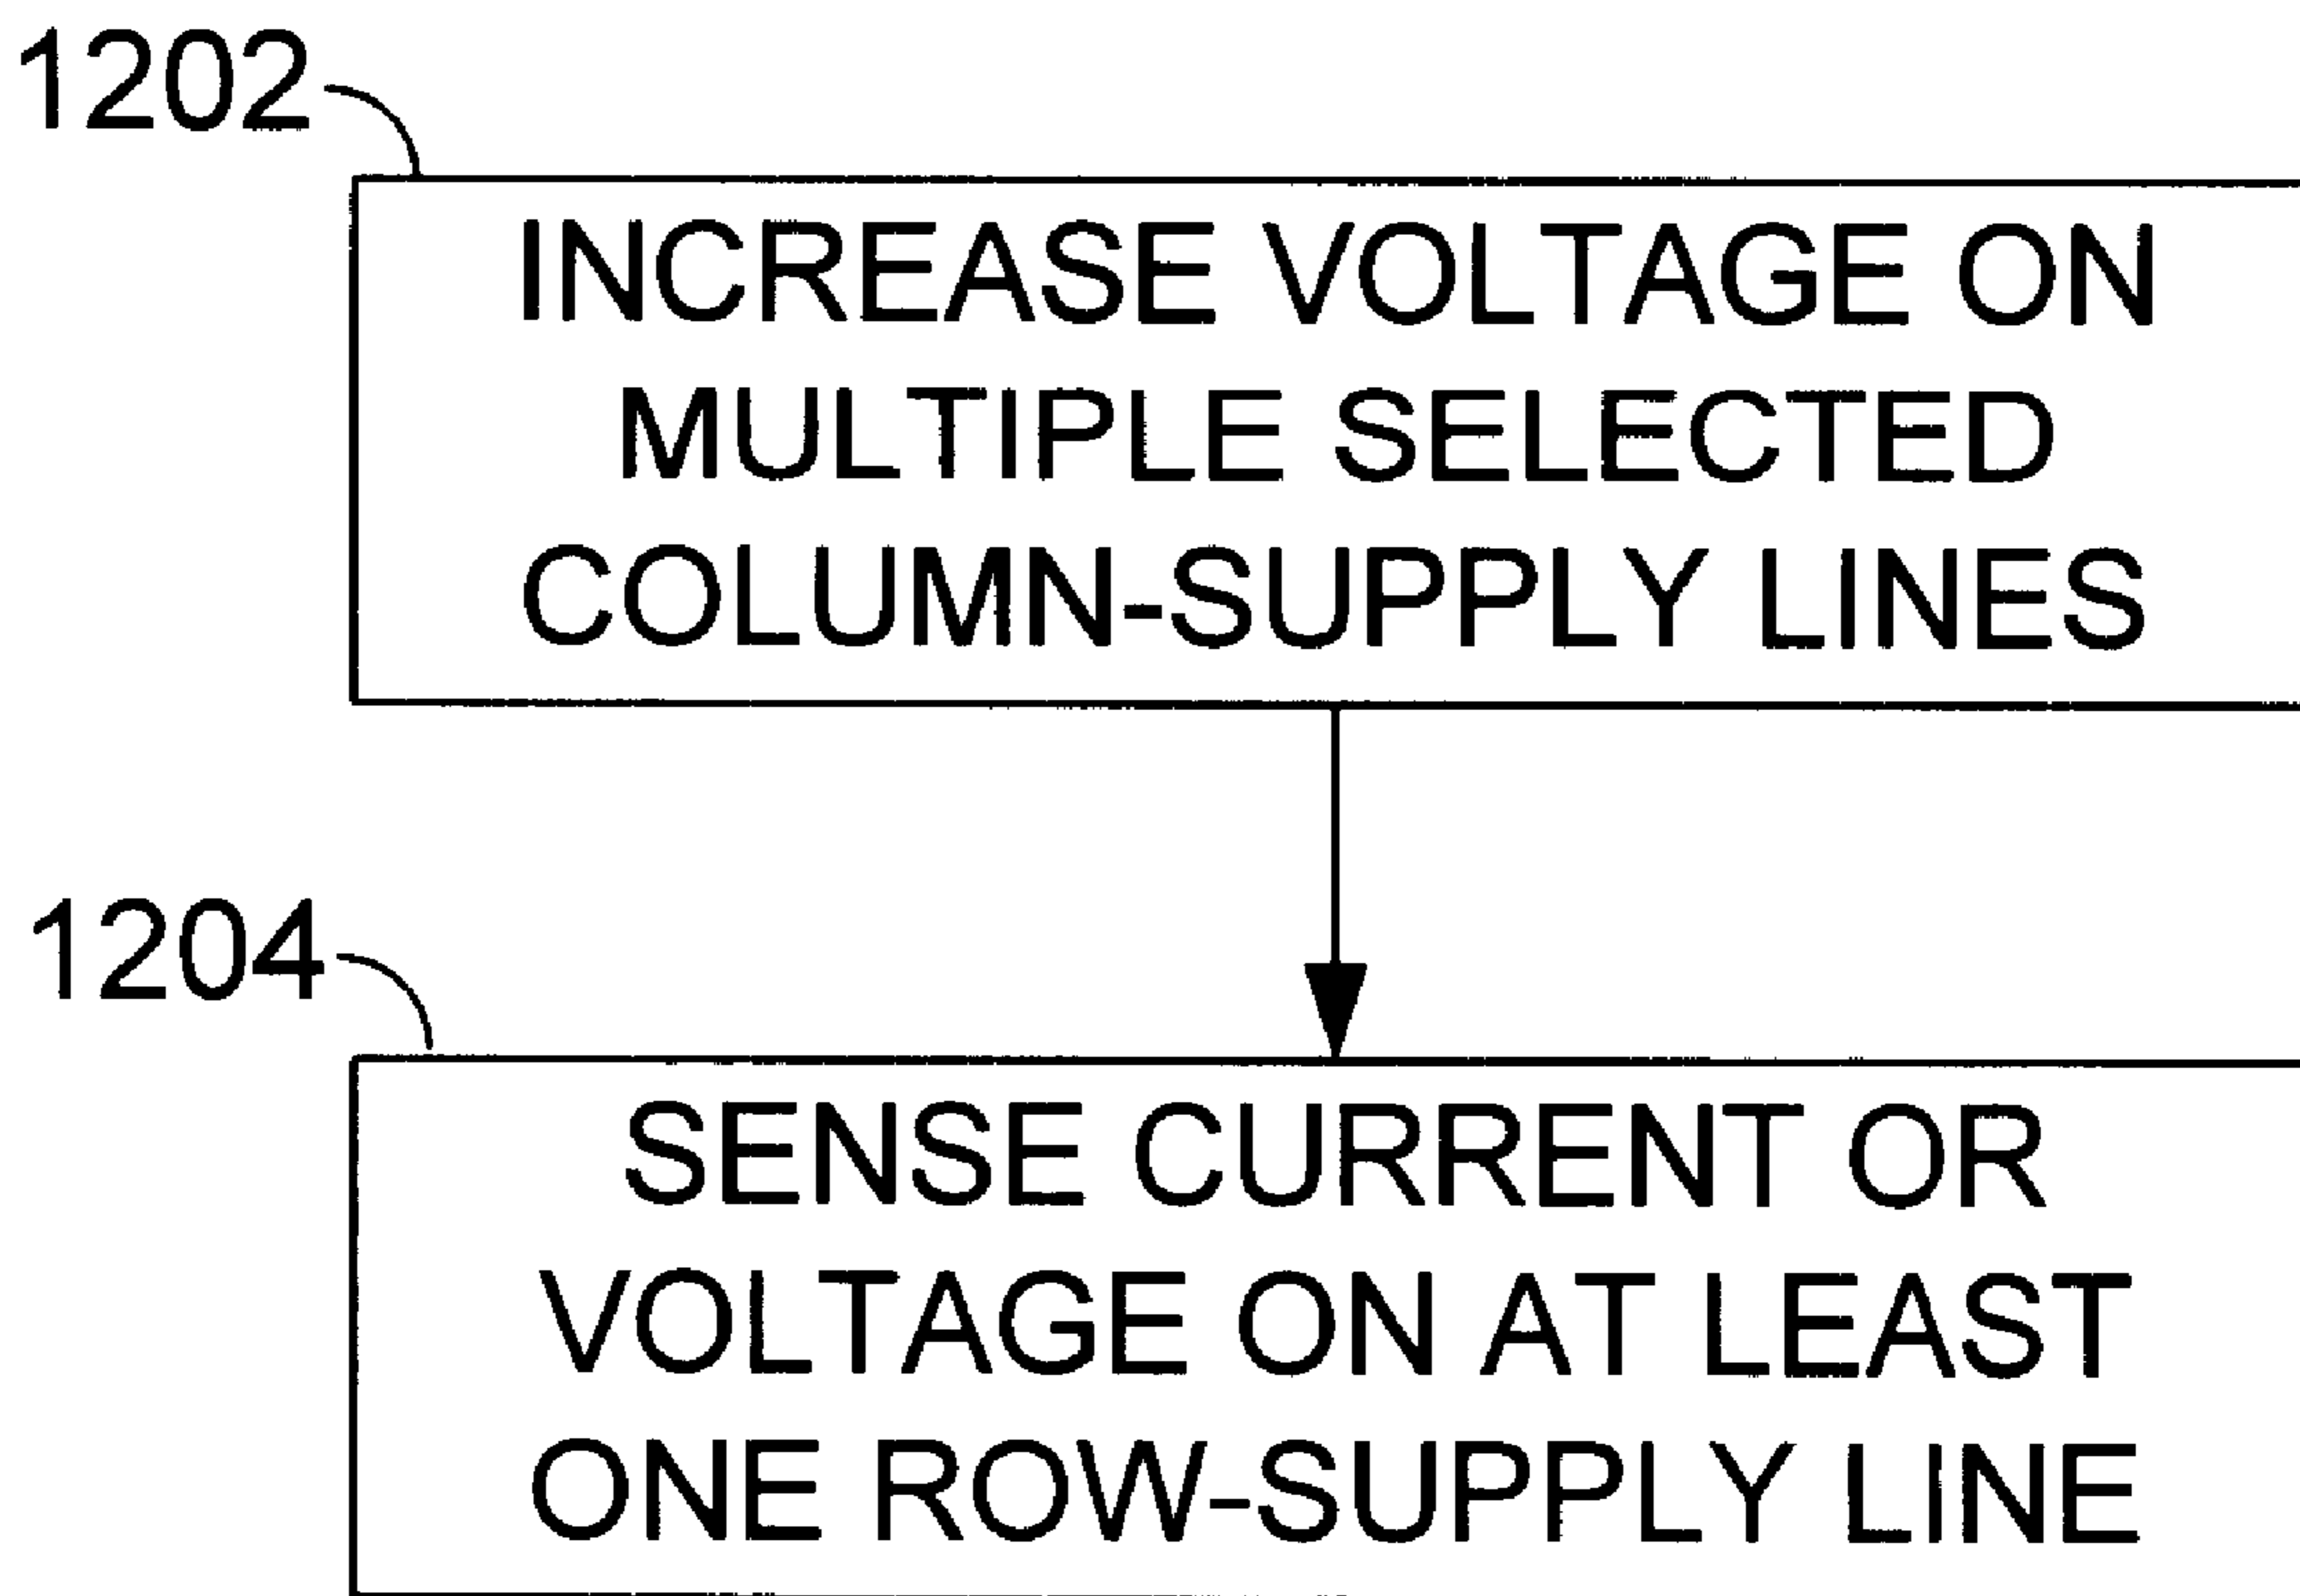 1202
INCREASE VOLTAGE ON
MULTIPLE SELECTED
COLUMN-SUPPLY LINES
1204
SENSE CURRENT OR
VOLTAGE ON AT LEAST
ONE ROW-SUPPLY LINE